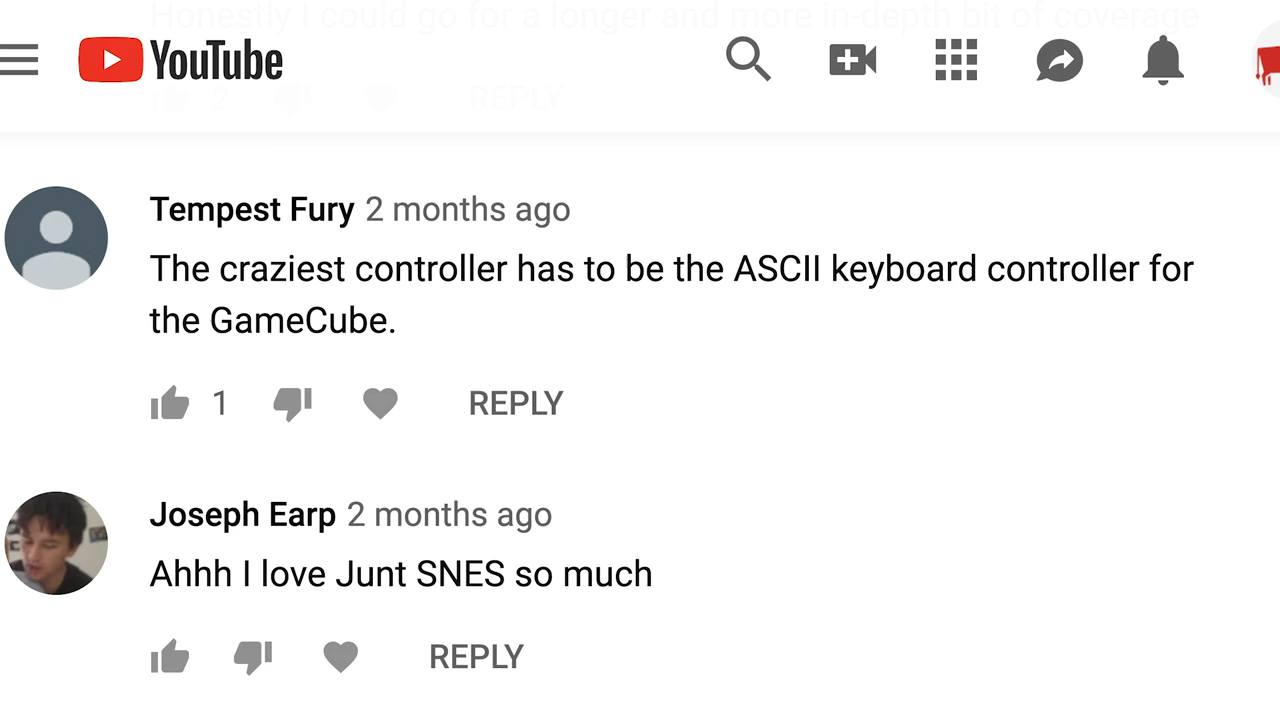 Honestly I could go for a longer and more in-depth bit of coverage
YouTube
2 REPLY
Tempest Fury 2 months ago
The craziest controller has to be the ASCII keyboard controller for
the GameCube.
1 REPLY
Joseph Earp 2 months ago
Ahhh I love Junt SNES so much
REPLY